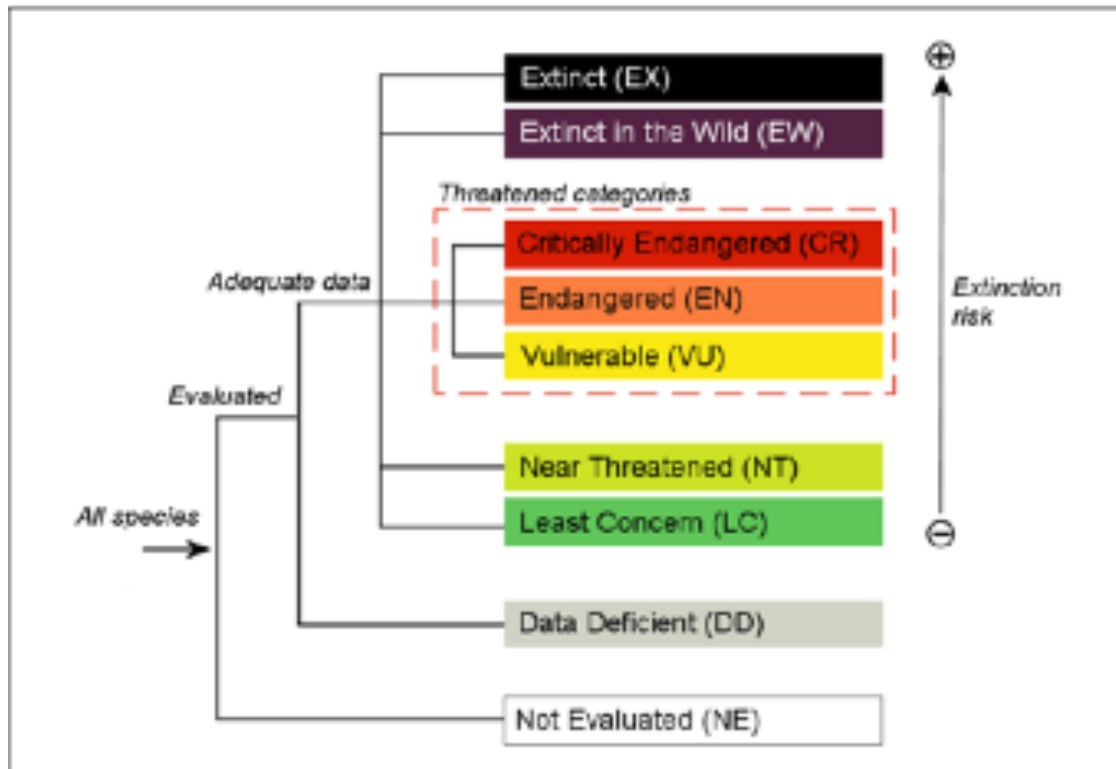 Extinct (EX)
Extinct in the Wild (EW)
Threatened categories
Critically Endangered (CR)
Adequate data
Endangered (EN)
Extinction
risk
Vulnerable (VU)
Evaluated
Near Threatened (NT)
All species
Least Concern (LC)
Data Deficient (DD)
Not Evaluated (NE)